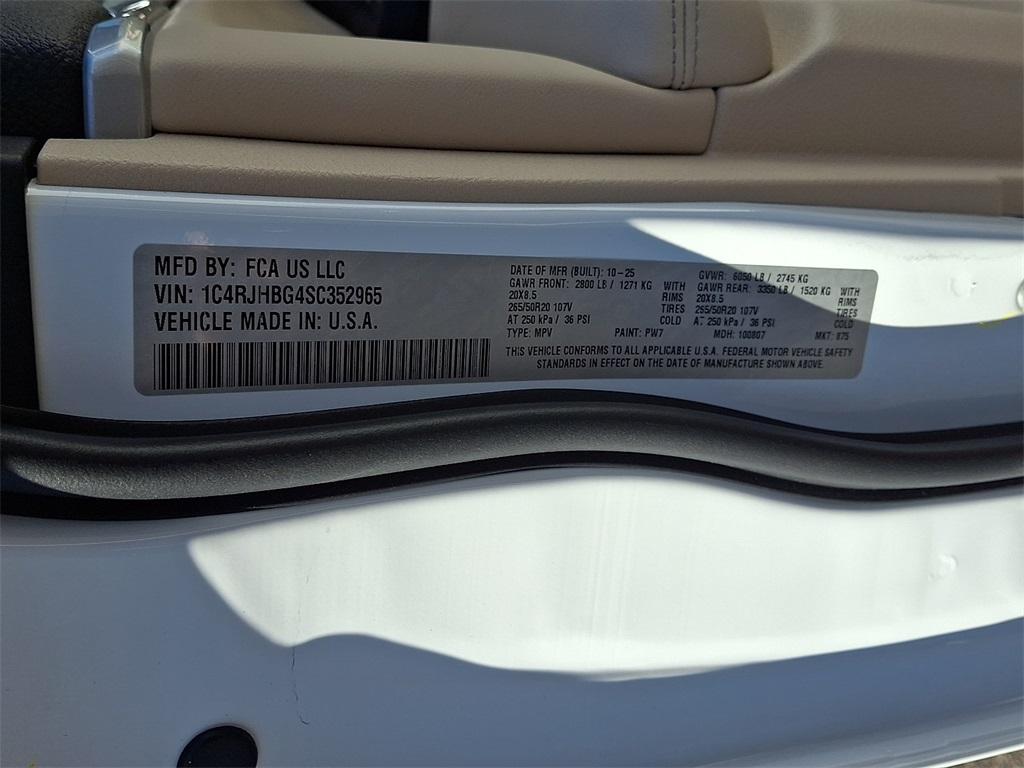 MFD BY: FCA US LLC
VIN: 1C4RJHBG4SC352965
VEHICLE MADE IN: U.S.A.
DATE OF MFR (BUILT): 10-25
GAWR FRONT: 2800 LB / 1271 KG WITH
20X8.5 RIMS
265/50R20 107V TIRES
AT 250 kPa / 36 PSI COLD
TYPE: MPV PAINT: PW7
GVWR: 6050 LB / 2745 KG
GAWR REAR: 3350 LB / 1520 KG WITH
20X8.5 RIMS
265/50R20 107V TIRES
AT 250 kPa / 36 PSI COLD
MDH: 100807 MKT: 875
THIS VEHICLE CONFORMS TO ALL APPLICABLE U.S.A. FEDERAL MOTOR VEHICLE SAFETY
STANDARDS IN EFFECT ON THE DATE OF MANUFACTURE SHOWN ABOVE.